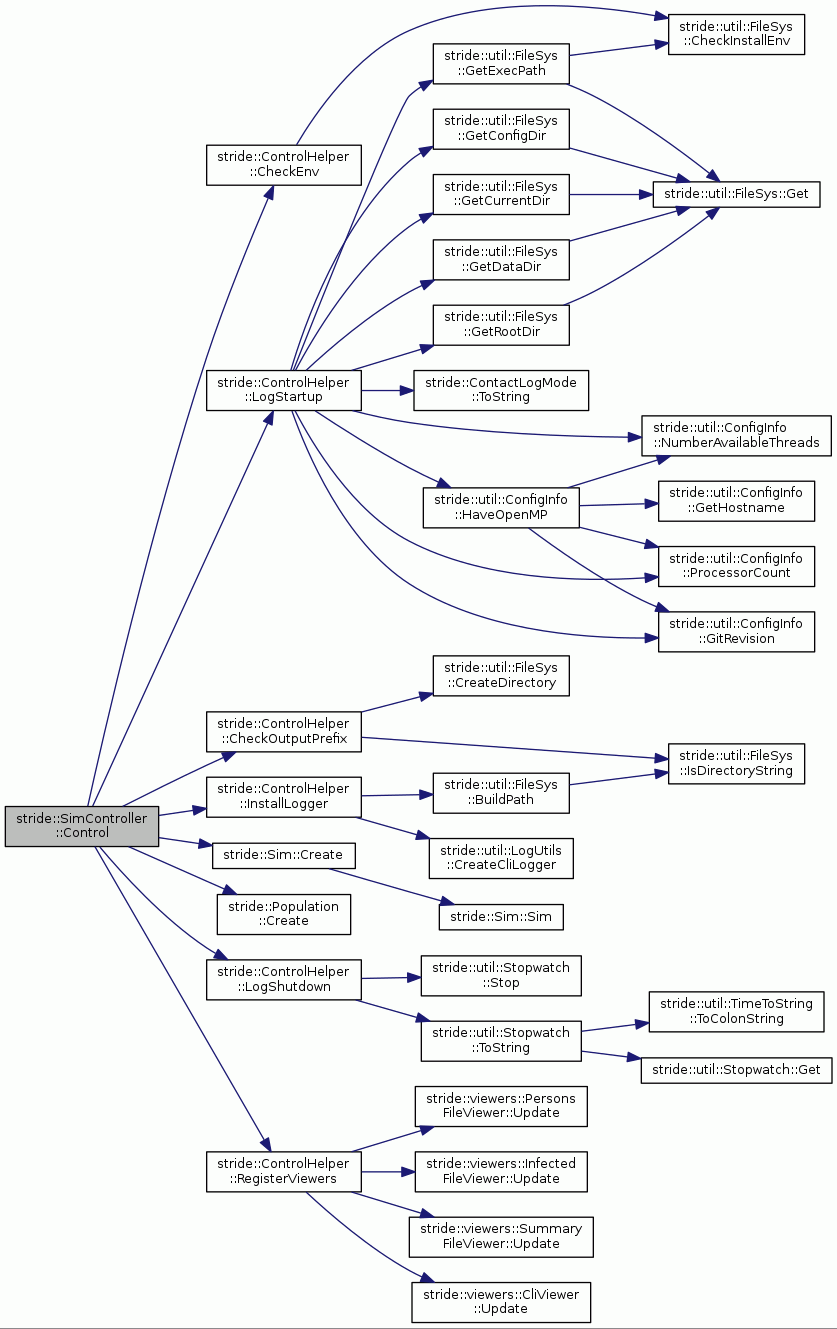 stride::util::FileSys
::CheckInstallEnv
stride::util::FileSys
::GetExecPath
stride::util::FileSys
::GetConfigDir
stride::ControlHelper
::CheckEnv
stride::util::FileSys
::GetCurrentDir
stride::util::FileSys::Get
stride::util::FileSys
::GetDataDir
stride::util::FileSys
::GetRootDir
stride::ControlHelper
::LogStartup
stride::ContactLogMode
::ToString
stride::util::ConfigInfo
::NumberAvailableThreads
stride::util::ConfigInfo
::HaveOpenMP
stride::util::ConfigInfo
::GetHostname
stride::util::ConfigInfo
::ProcessorCount
stride::util::ConfigInfo
::GitRevision
stride::util::FileSys
::CreateDirectory
stride::ControlHelper
::CheckOutputPrefix
stride::util::FileSys
::IsDirectoryString
stride::ControlHelper
::InstallLogger
stride::util::FileSys
::BuildPath
stride::SimController
::Control
stride::Sim::Create
stride::util::LogUtils
::CreateCliLogger
stride::Population
::Create
stride::Sim::Sim
stride::ControlHelper
::LogShutdown
stride::util::Stopwatch
::Stop
stride::util::Stopwatch
::ToString
stride::util::TimeToString
::ToColonString
stride::util::Stopwatch::Get
stride::viewers::Persons
FileViewer::Update
stride::ControlHelper
::RegisterViewers
stride::viewers::Infected
FileViewer::Update
stride::viewers::Summary
FileViewer::Update
stride::viewers::CliViewer
::Update